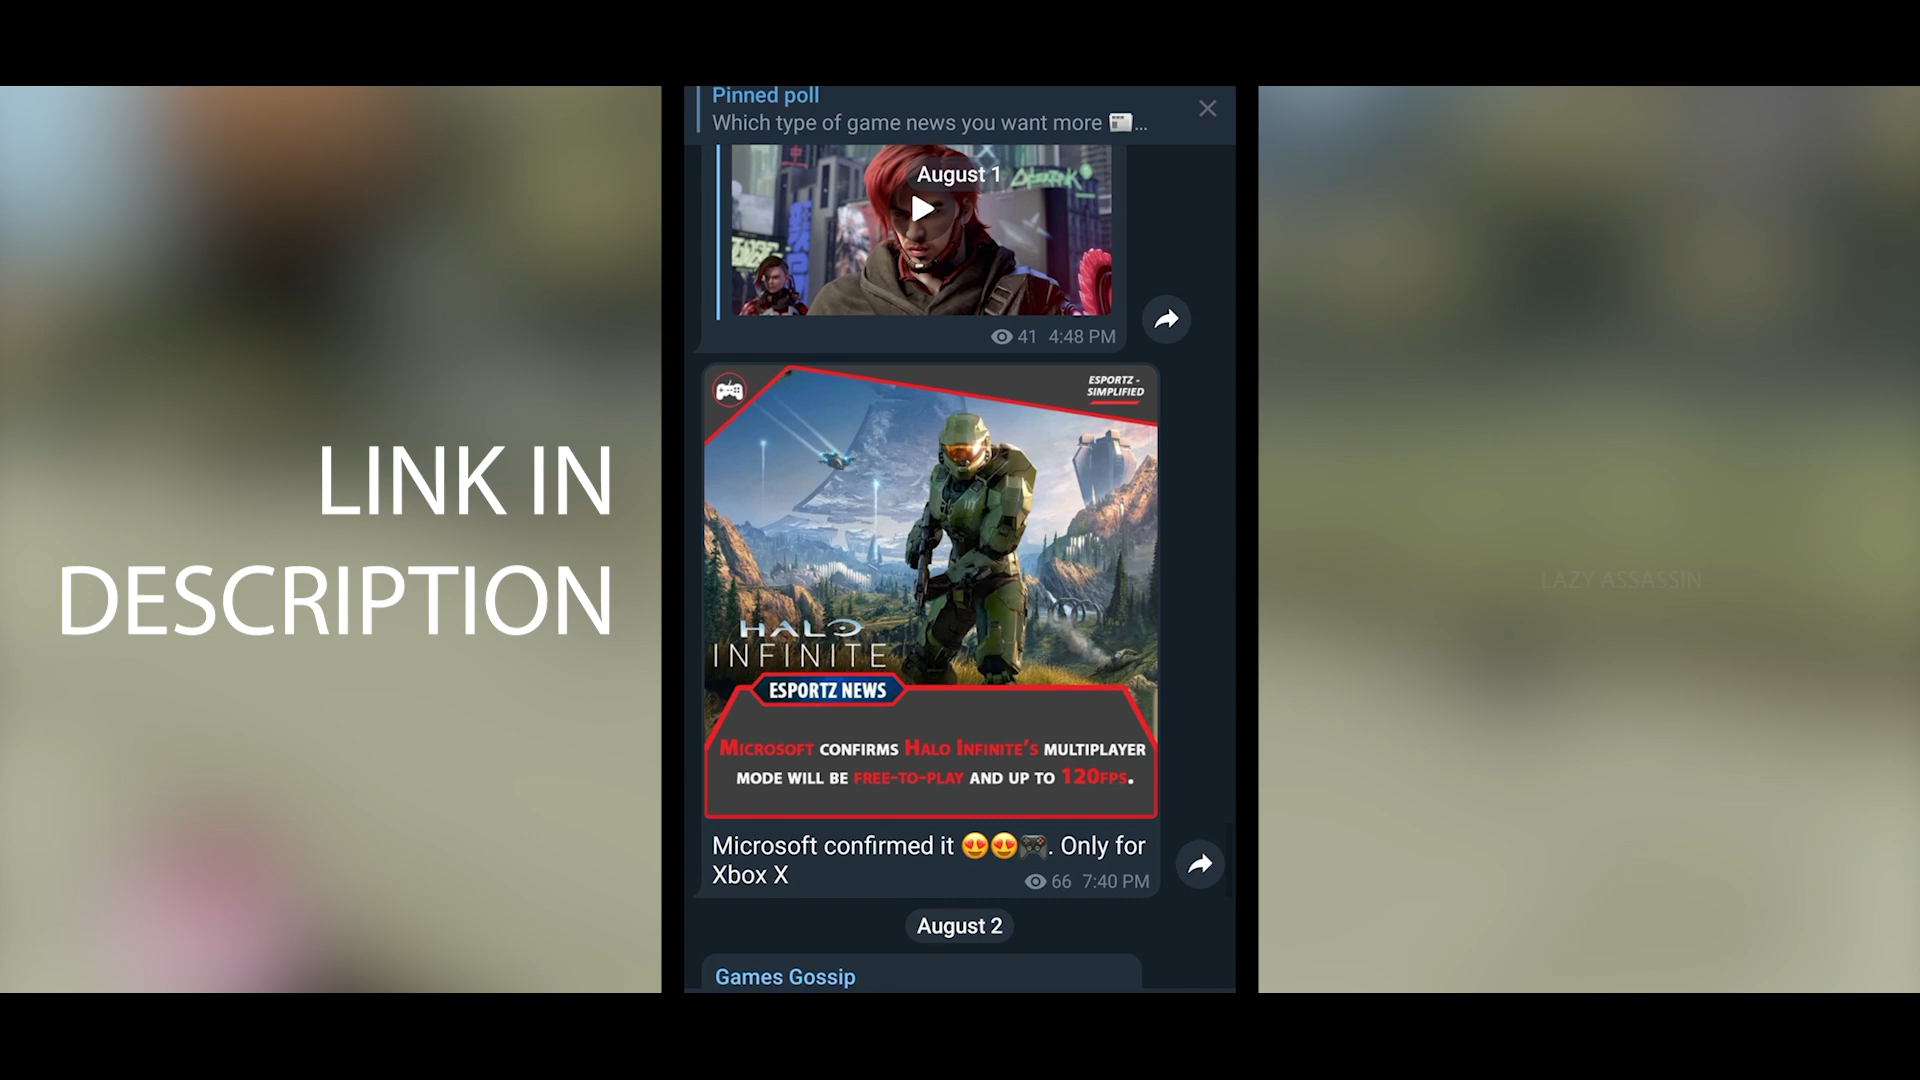 LINK IN
DESCRIPTION
Pinned poll
Which type of game news you want more 📰...
August 1
41 4:48 PM
ESPORTZ -
SIMPLIFIED
HALO
INFINITE
ESPORTZ NEWS
MICROSOFT CONFIRMS HALO INFINITE'S MULTIPLAYER
MODE WILL BE FREE-TO-PLAY AND UP TO 120FPS.
Microsoft confirmed it 😍😍🎮. Only for
Xbox X
66 7:40 PM
August 2
Games Gossip
LAZY ASSASSIN